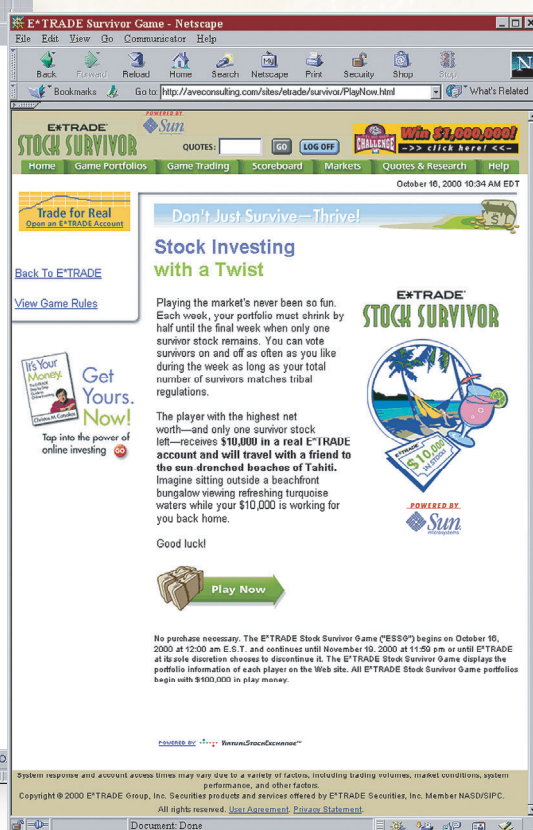 E*TRADE Survivor Game - Netscape
File Edit View Go Communicator Help
Back Forward Reload Home Search Netscape Print Security Shop Stop
Bookmarks Go to: http://aveconsulting.com/sites/etrade/survivor/PlayNow.html What's Related
E*TRADE
STOCK SURVIVOR
POWERED BY
Sun
QUOTES: GO LOG OFF
CHALLENGE
Win $1,000,000!
->> click here! <<-
Home Game Portfolios Game Trading Scoreboard Markets Quotes & Research Help
October 16, 2000 10:34 AM EDT
Trade for Real
Open an E*TRADE Account
Back To E*TRADE
View Game Rules
It's Your
Money.
Get
Yours.
Now!
Tap into the power of
online investing GO
Don't Just Survive—Thrive!
Stock Investing
with a Twist
Playing the market's never been so fun.
Each week, your portfolio must shrink by
half until the final week when only one
survivor stock remains. You can vote
survivors on and off as often as you like
during the week as long as your total
number of survivors matches tribal
regulations.
The player with the highest net
worth—and only one survivor stock
left—receives $10,000 in a real E*TRADE
account and will travel with a friend to
the sun-drenched beaches of Tahiti.
Imagine sitting outside a beachfront
bungalow viewing refreshing turquoise
waters while your $10,000 is working for
you back home.
Good luck!
Play Now
E*TRADE
STOCK SURVIVOR
E*TRADE
$10,000
IN STOCK
POWERED BY
Sun
microsystems
No purchase necessary. The E*TRADE Stock Survivor Game ("ESSG") begins on October 16,
2000 at 12:00 am E.S.T. and continues until November 19, 2000 at 11:59 pm or until E*TRADE
at its sole discretion chooses to discontinue it. The E*TRADE Stock Survivor Game displays the
portfolio information of each player on the Web site. All E*TRADE Stock Survivor Game portfolios
begin with $100,000 in play money.
POWERED BY VIRTUALSTOCKEXCHANGE™
System response and account access times may vary due to a variety of factors, including trading volumes, market conditions, system
performance, and other factors.
Copyright © 2000 E*TRADE Group, Inc. Securities products and services offered by E*TRADE Securities, Inc. Member NASD/SIPC.
All rights reserved. User Agreement. Privacy Statement.
Document: Done